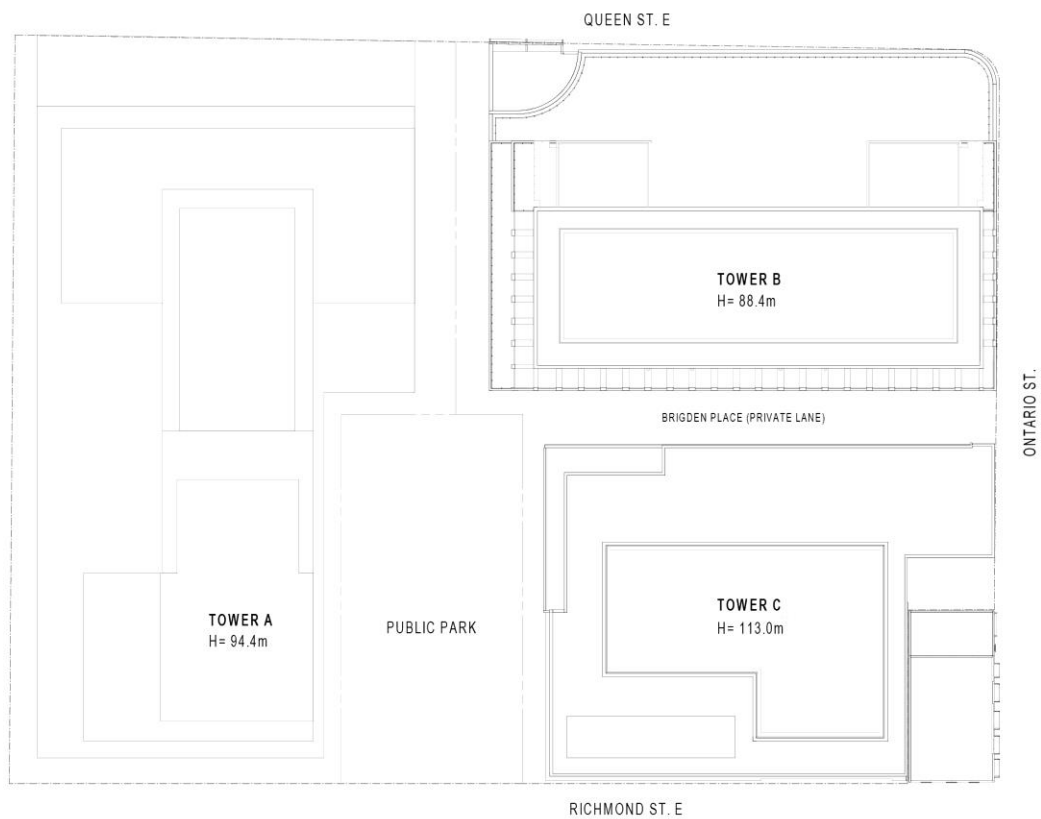 QUEEN ST. E
TOWER B
H= 88.4m
ONTARIO ST.
BRIGDEN PLACE (PRIVATE LANE)
TOWER A
H= 94.4m
PUBLIC PARK
TOWER C
H= 113.0m
RICHMOND ST. E